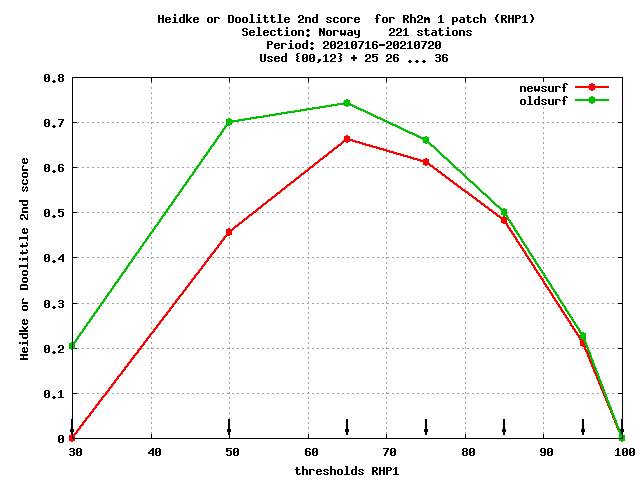 Heidke or Doolittle 2nd score  for Rh2m 1 patch (RHP1)
Selection: Norway    221 stations
Period: 20210716-20210720
Used {00,12} + 25 26 ... 36
newsurf
oldsurf
Heidke or Doolittle 2nd score
0.8
0.7
0.6
0.5
0.4
0.3
0.2
0.1
0
30 40 50 60 70 80 90 100
thresholds RHP1